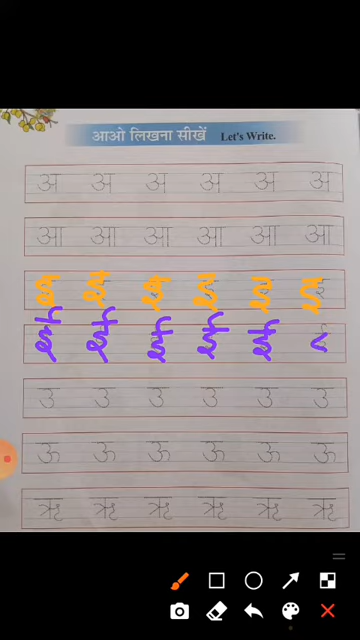 आओ लिखना सीखें Let's Write.
अ अ अ अ अ अ
आ आ आ आ आ आ
उ उ उ उ उ उ
ऊ ऊ ऊ ऊ ऊ ऊ
ऋ ऋ ऋ ऋ ऋ ऋ